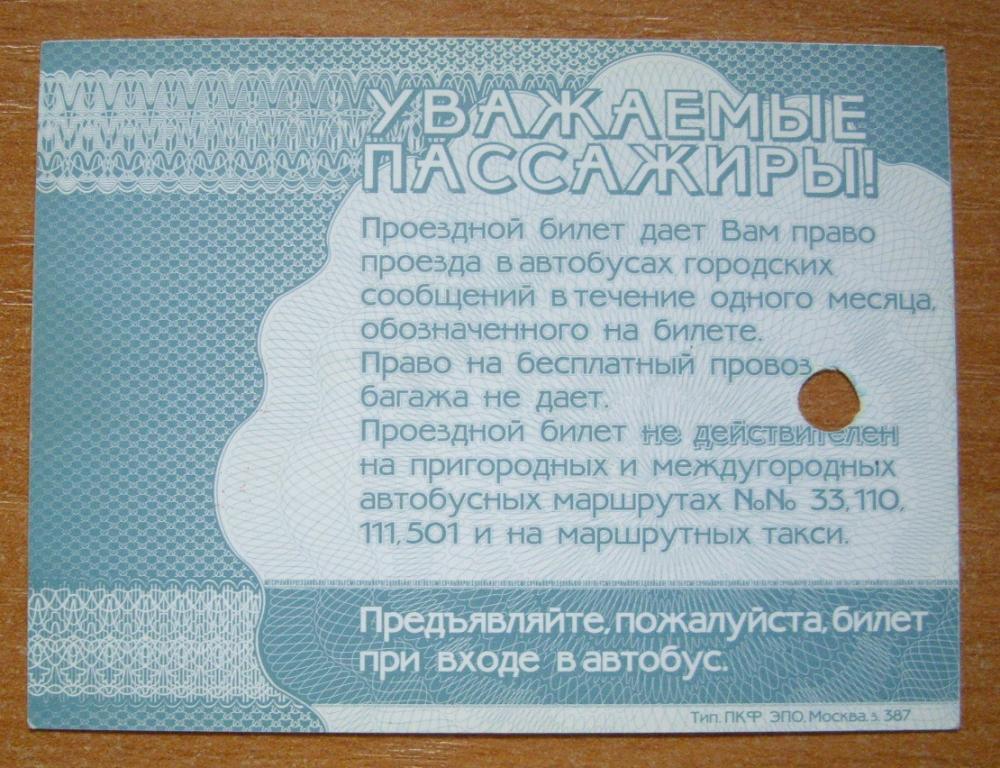 УВАЖАЕМЫЕ
ПАССАЖИРЫ!
Проездной билет дает Вам право
проезда в автобусах городских
сообщений в течение одного месяца,
обозначенного на билете.
Право на бесплатный провоз
багажа не дает.
Проездной билет не действителен
на пригородных и междугородных
автобусных маршрутах №№ 33, 110,
111, 501 и на маршрутных такси.
Предъявляйте, пожалуйста, билет
при входе в автобус.
Тип. ПКФ ЭПО, Москва. з. 387